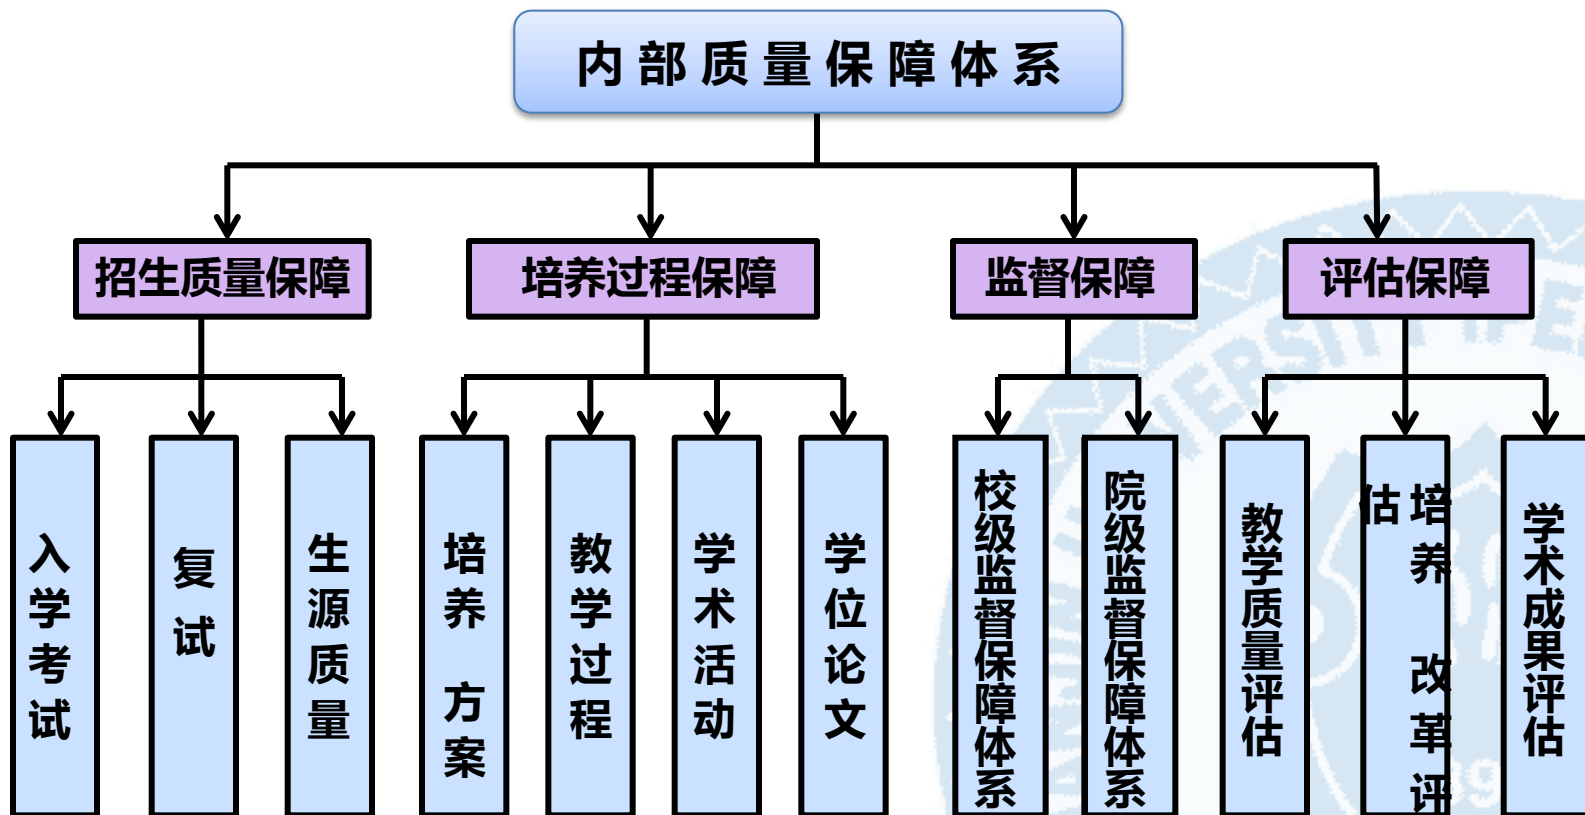 内部质量保障体系
招生质量保障
培养过程保障
监督保障
评估保障
入学考试
复试
生源质量
培养 方案
教学过程
学术活动
学位论文
校级监督保障体系
院级监督保障体系
教学质量评估
培养 改革评
估
学术成果评估